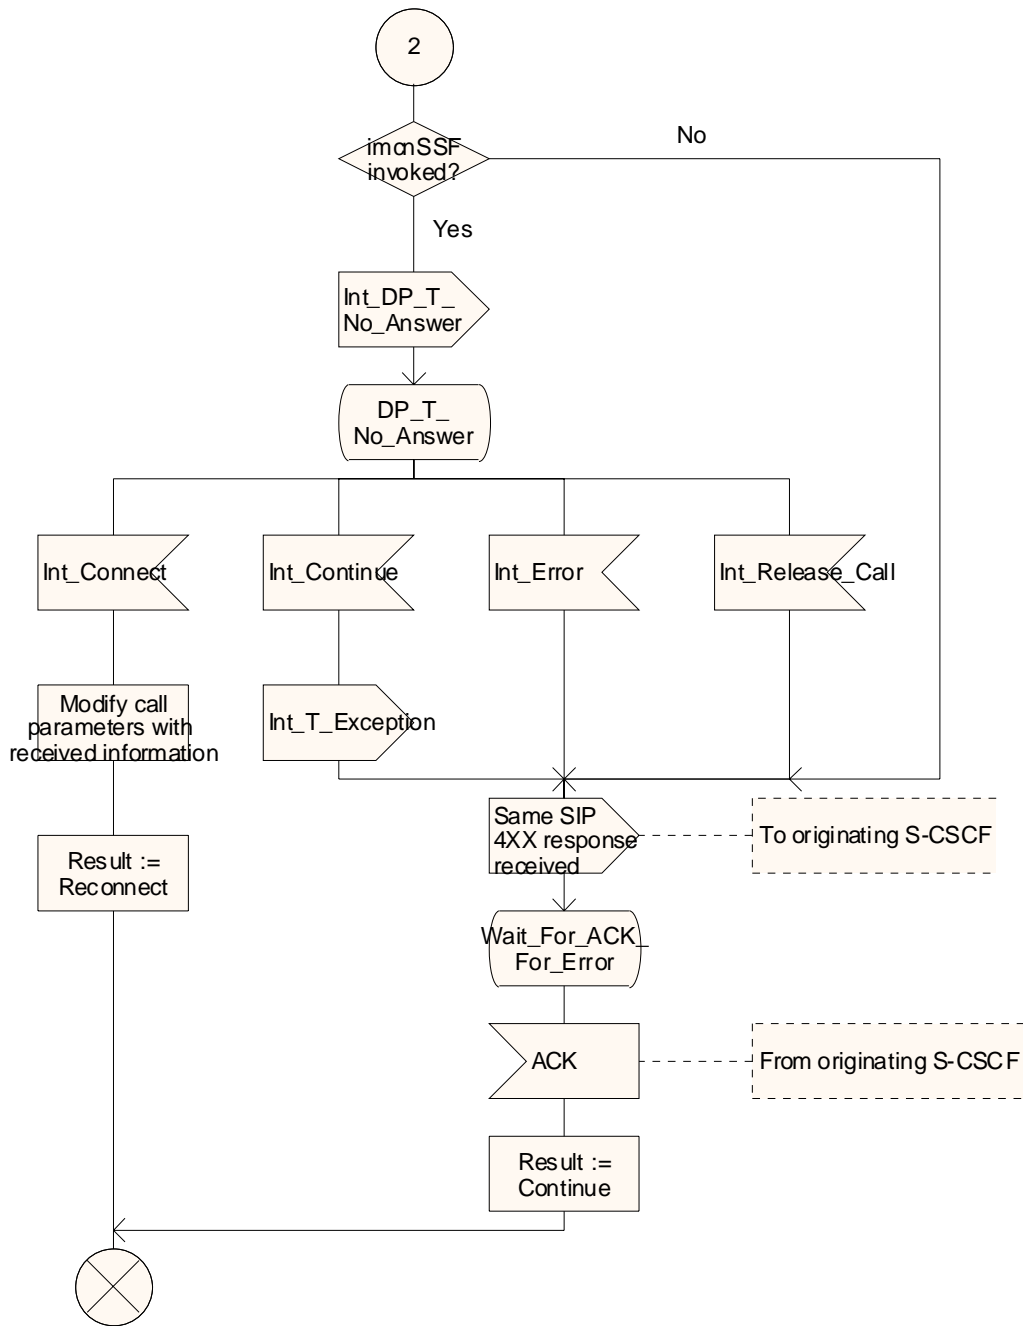 2
imcnSSF
invoked?
No
Yes
Int_DP_T_
No_Answer
DP_T_
No_Answer
Int_Connect
Int_Continue
Int_Error
Int_Release_Call
Modify call
parameters with
received information
Int_T_Exception
Same SIP
4XX response
received
To originating S-CSCF
Result :=
Reconnect
Wait_For_ACK_
For_Error
ACK
From originating S-CSCF
Result :=
Continue